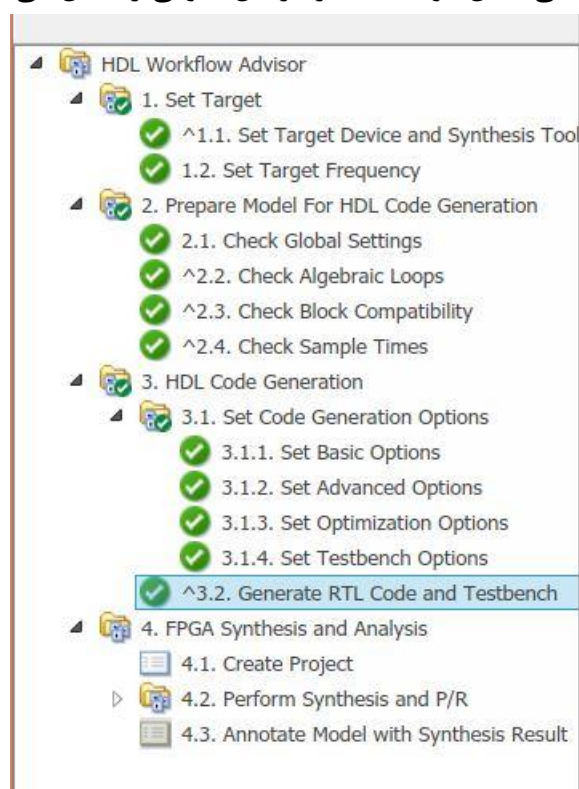 HDL Workflow Advisor
1. Set Target
^1.1. Set Target Device and Synthesis Tool
1.2. Set Target Frequency
2. Prepare Model For HDL Code Generation
2.1. Check Global Settings
^2.2. Check Algebraic Loops
^2.3. Check Block Compatibility
^2.4. Check Sample Times
3. HDL Code Generation
3.1. Set Code Generation Options
3.1.1. Set Basic Options
3.1.2. Set Advanced Options
3.1.3. Set Optimization Options
3.1.4. Set Testbench Options
^3.2. Generate RTL Code and Testbench
4. FPGA Synthesis and Analysis
4.1. Create Project
4.2. Perform Synthesis and P/R
4.3. Annotate Model with Synthesis Result